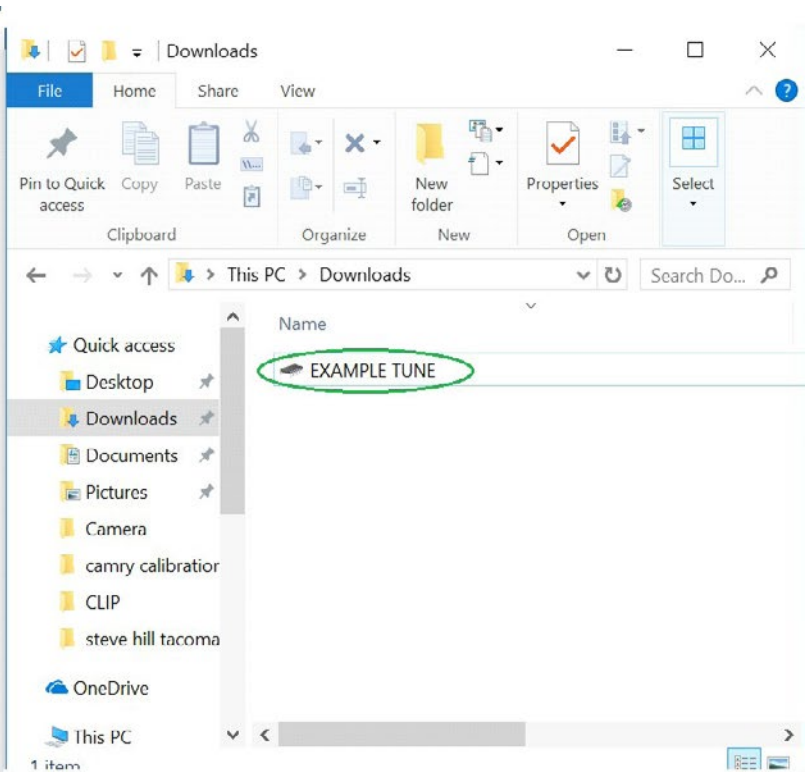 Downloads
File Home Share View
Pin to Quick access
Copy
Paste
New folder
Properties
Select
Clipboard Organize New Open
This PC > Downloads
Search Do...
Name
Quick access
EXAMPLE TUNE
Desktop
Downloads
Documents
Pictures
Camera
camry calibration
CLIP
steve hill tacoma
OneDrive
This PC
1 item